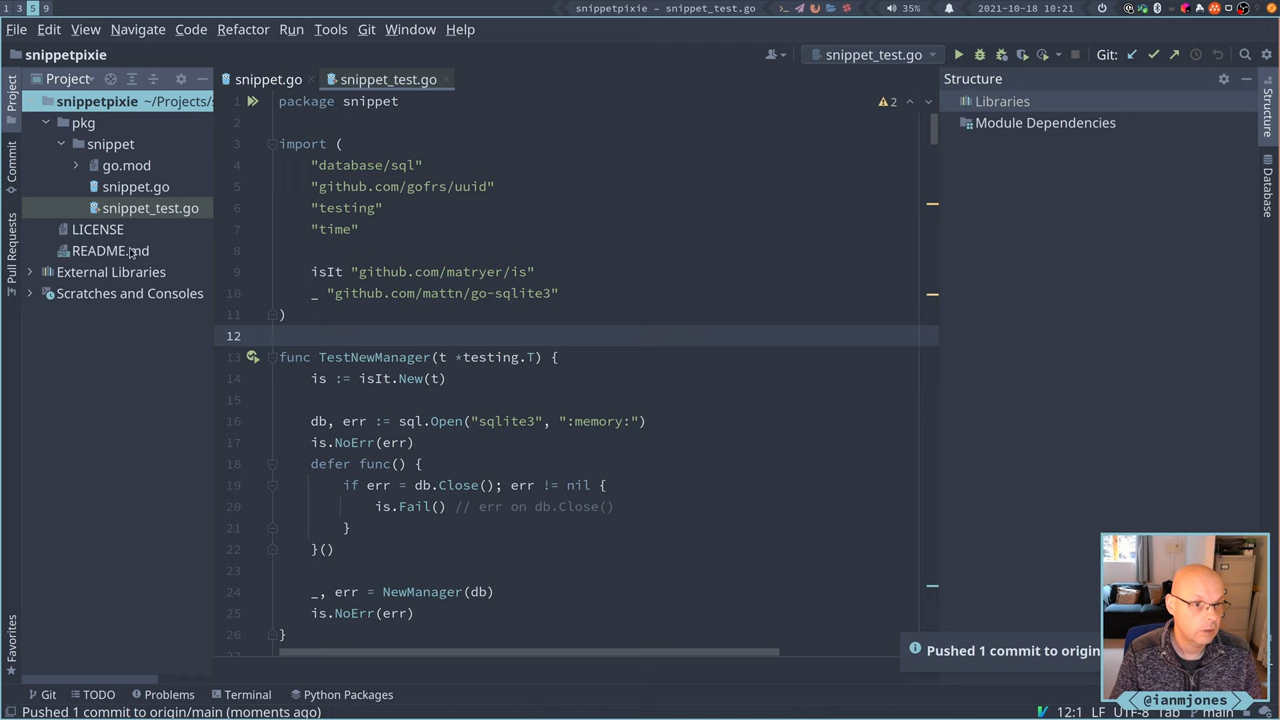 1 3 5 9
snippetpixie – snippet_test.go
35%
2021-10-18 10:21
File Edit View Navigate Code Refactor Run Tools Git Window Help
snippetpixie
snippet_test.go
Git:
Project
snippet.go
snippet_test.go
Structure
snippetpixie ~/Projects/s
pkg
snippet
go.mod
snippet.go
snippet_test.go
LICENSE
README.md
External Libraries
Scratches and Consoles
Project
Commit
Pull Requests
Favorites
1 package snippet
2
3 import (
4 "database/sql"
5 "github.com/gofrs/uuid"
6 "testing"
7 "time"
8
9 isIt "github.com/matryer/is"
10 _ "github.com/mattn/go-sqlite3"
11 )
12
13 func TestNewManager(t *testing.T) {
14 is := isIt.New(t)
15
16 db, err := sql.Open("sqlite3", ":memory:")
17 is.NoErr(err)
18 defer func() {
19 if err = db.Close(); err != nil {
20 is.Fail() // err on db.Close()
21 }
22 }()
23
24 _, err = NewManager(db)
25 is.NoErr(err)
26 }
2
Libraries
Module Dependencies
Structure
Database
Pushed 1 commit to origin
@ianmjones
Git TODO Problems Terminal Python Packages
Pushed 1 commit to origin/main (moments ago)
12:1 LF UTF-8 Tab main